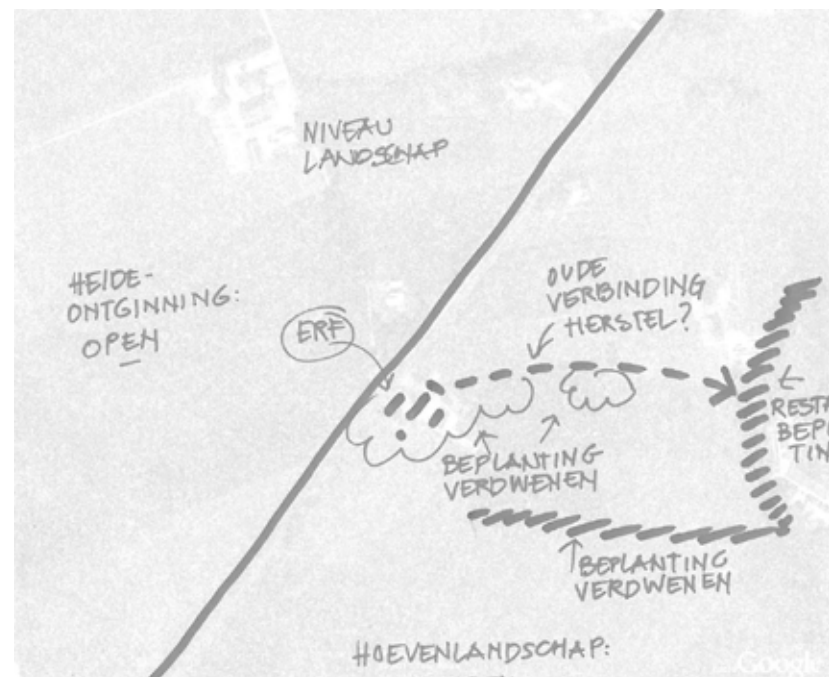 NIVEAU
LANDSCHAP
HEIDE-
ONTGINNING:
OPEN
ERF
OUDE
VERBINDING
HERSTEL?
BEPLANTING
VERDWENEN
BEPLANTING
VERDWENEN
HOEVENLANDSCHAP:
Google